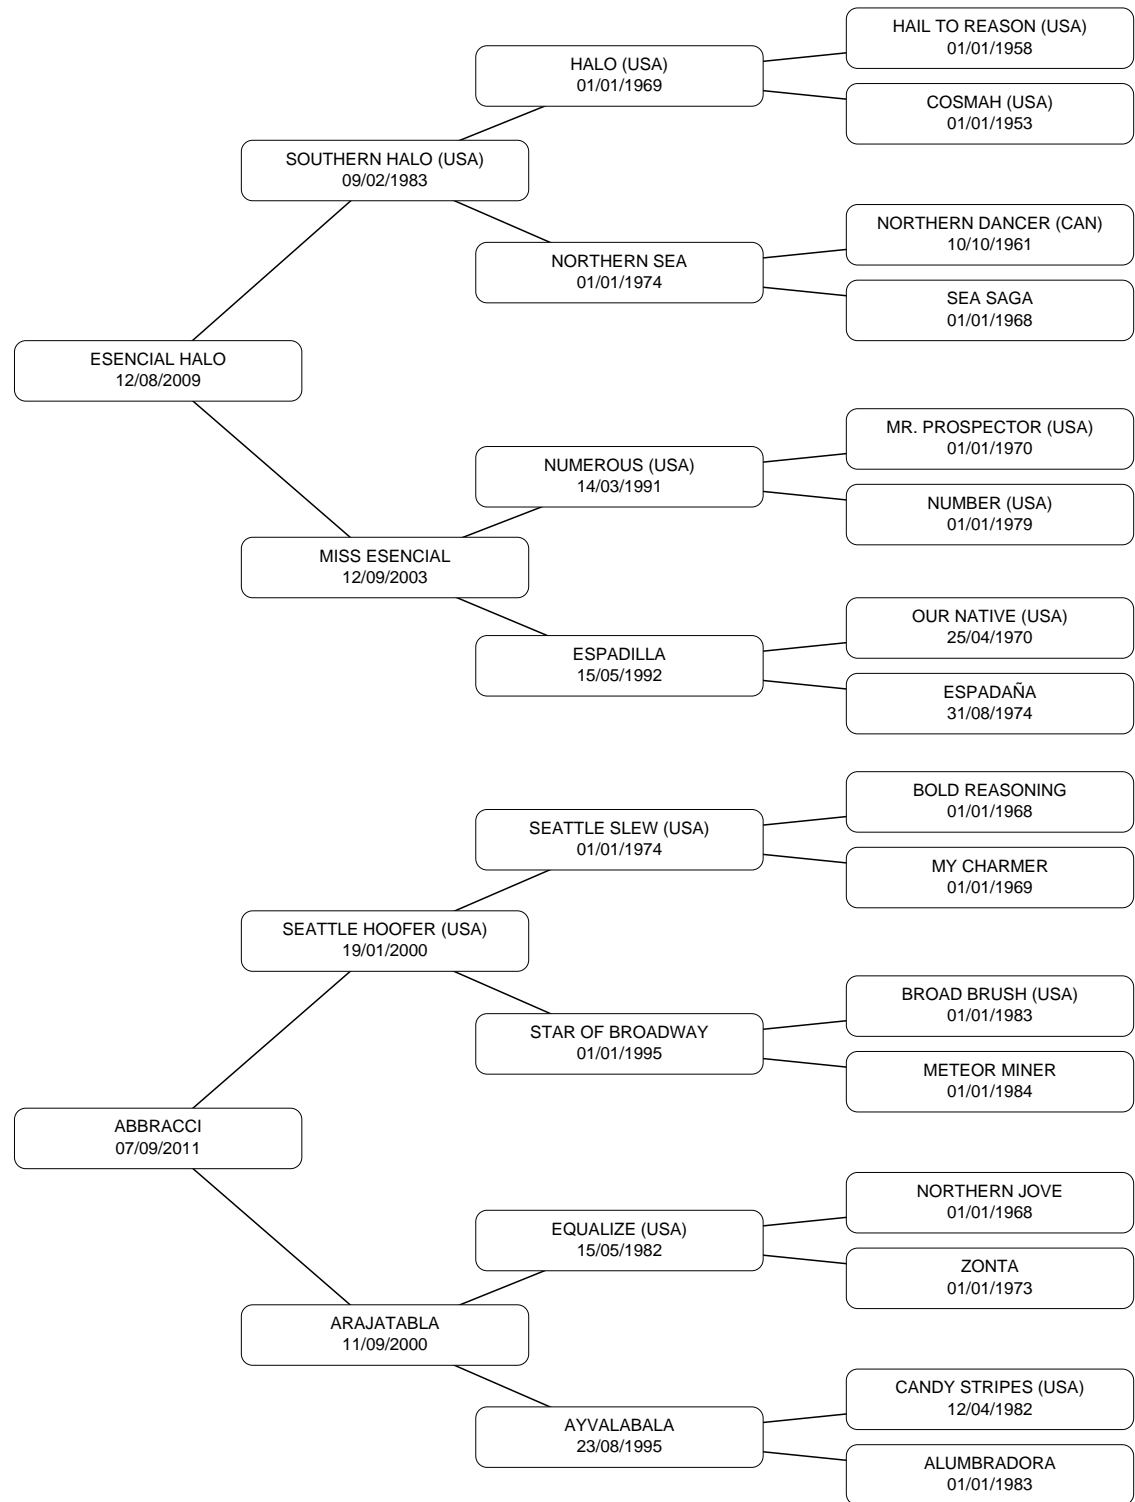 HAIL TO REASON (USA)
01/01/1958
HALO (USA)
01/01/1969
COSMAH (USA)
01/01/1953
SOUTHERN HALO (USA)
09/02/1983
NORTHERN DANCER (CAN)
10/10/1961
NORTHERN SEA
01/01/1974
SEA SAGA
01/01/1968
ESENCIAL HALO
12/08/2009
MR. PROSPECTOR (USA)
01/01/1970
NUMEROUS (USA)
14/03/1991
NUMBER (USA)
01/01/1979
MISS ESENCIAL
12/09/2003
OUR NATIVE (USA)
25/04/1970
ESPADILLA
15/05/1992
ESPADAÑA
31/08/1974
BOLD REASONING
01/01/1968
SEATTLE SLEW (USA)
01/01/1974
MY CHARMER
01/01/1969
SEATTLE HOOFER (USA)
19/01/2000
BROAD BRUSH (USA)
01/01/1983
STAR OF BROADWAY
01/01/1995
METEOR MINER
01/01/1984
ABBRACCI
07/09/2011
NORTHERN JOVE
01/01/1968
EQUALIZE (USA)
15/05/1982
ZONTA
01/01/1973
ARAJATABLA
11/09/2000
CANDY STRIPES (USA)
12/04/1982
AYVALABALA
23/08/1995
ALUMBRADORA
01/01/1983